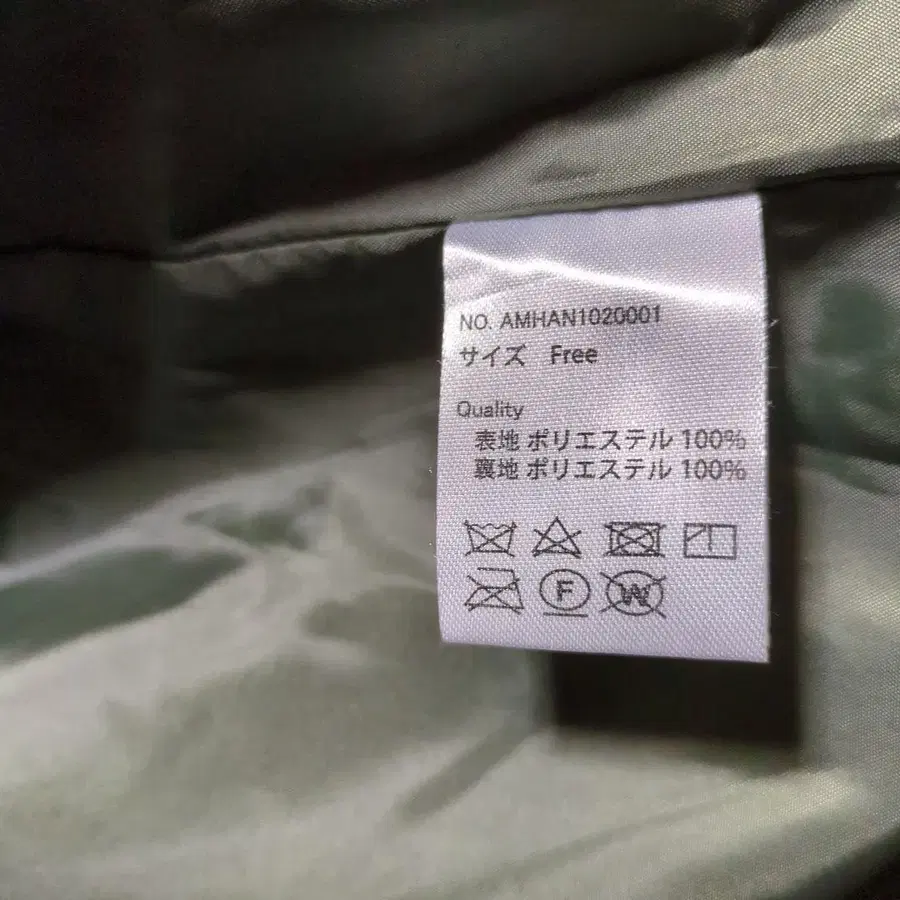 NO. AMHAN1020001
サイズ Free
Quality
表地 ポリエステル 100%
裏地 ポリエステル 100%
F W